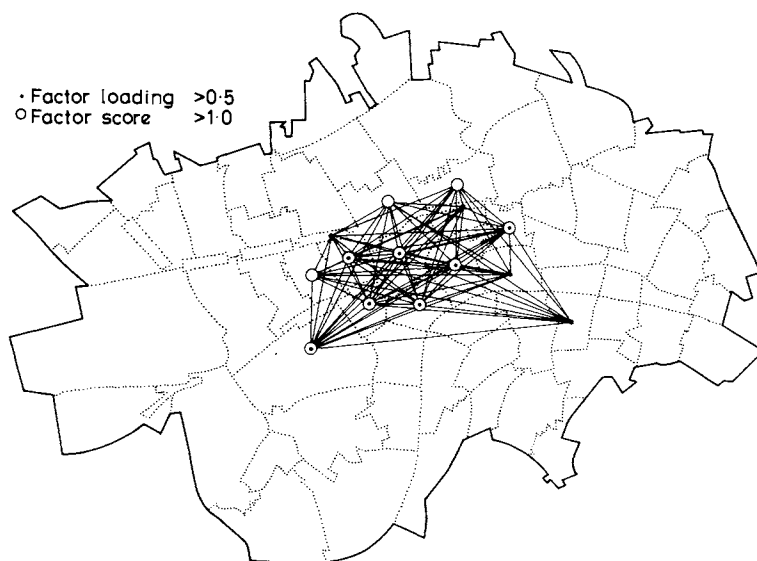 · Factor loading >0·5
○ Factor score >1·0